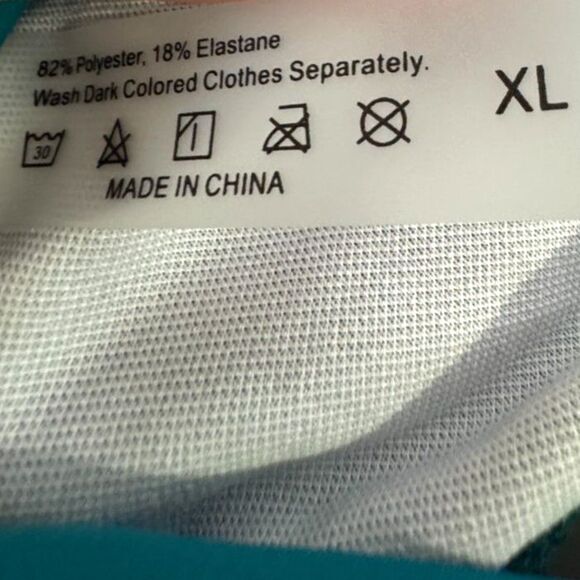 82% Polyester, 18% Elastane
Wash Dark Colored Clothes Separately.
XL
30
MADE IN CHINA